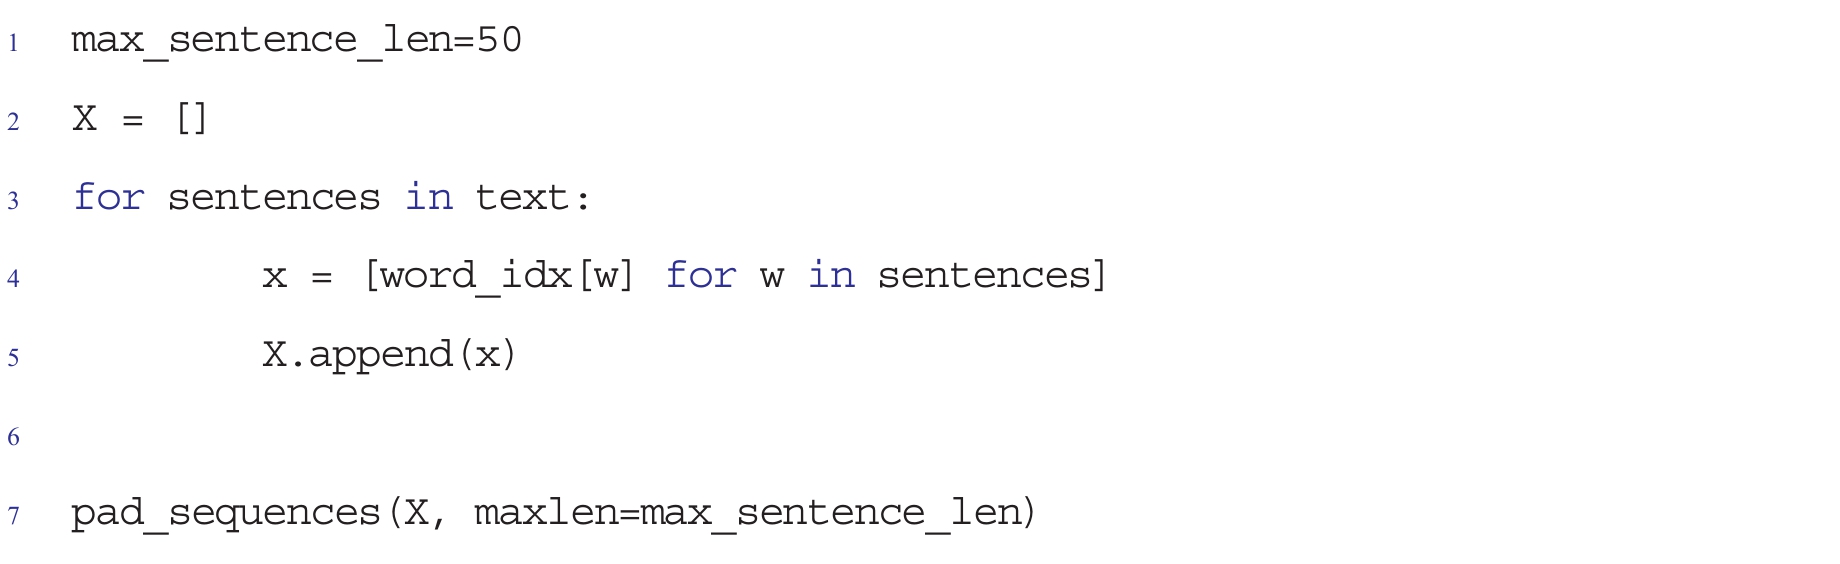 1 max_sentence_len=50
2 X = []
3 for sentences in text:
4 x = [word_idx[w] for w in sentences]
5 X.append(x)
6
7 pad_sequences(X, maxlen=max_sentence_len)